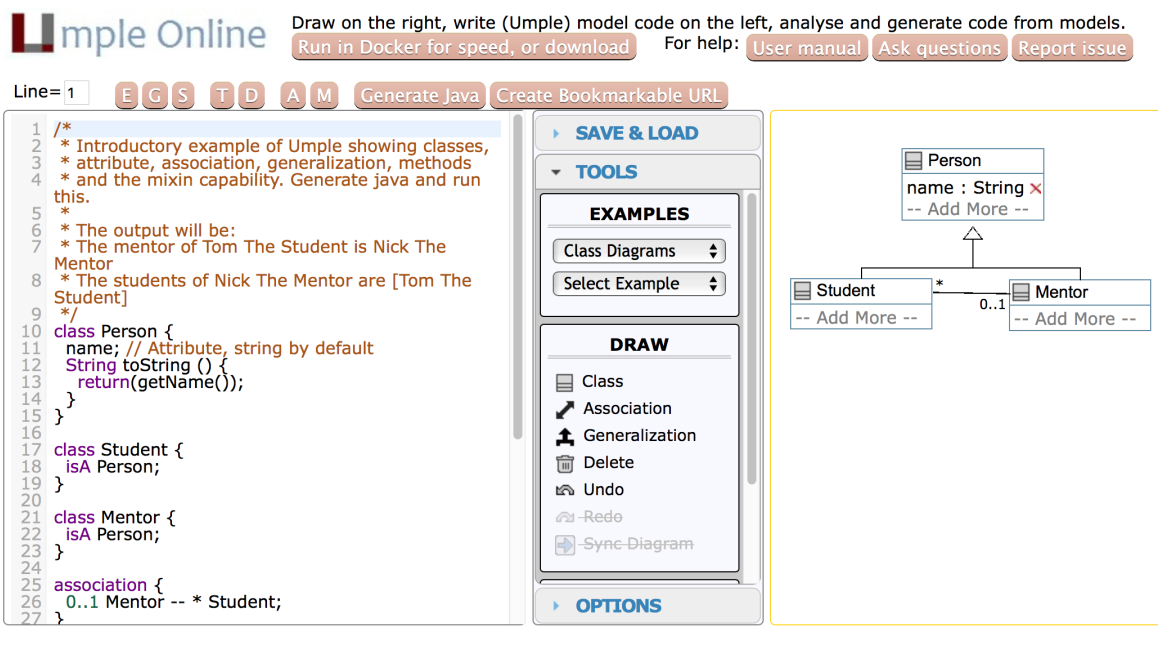 Umple Online
Draw on the right, write (Umple) model code on the left, analyse and generate code from models.
Run in Docker for speed, or download
For help:
User manual
Ask questions
Report issue
Line= 1
E G S T D A M
Generate Java
Create Bookmarkable URL
1 /*
2 * Introductory example of Umple showing classes,
3 * attribute, association, generalization, methods
4 * and the mixin capability. Generate java and run
this.
5 *
6 * The output will be:
7 * The mentor of Tom The Student is Nick The
Mentor
8 * The students of Nick The Mentor are [Tom The
Student]
9 */
10 class Person {
11 name; // Attribute, string by default
12 String toString () {
13 return(getName());
14 }
15 }
16
17 class Student {
18 isA Person;
19 }
20
21 class Mentor {
22 isA Person;
23 }
24
25 association {
26 0..1 Mentor -- * Student;
27 }
SAVE & LOAD
TOOLS
EXAMPLES
Class Diagrams
Select Example
DRAW
Class
Association
Generalization
Delete
Undo
Redo
Sync Diagram
OPTIONS
Person
name : String
-- Add More --
Student
-- Add More --
*
0..1
Mentor
-- Add More --